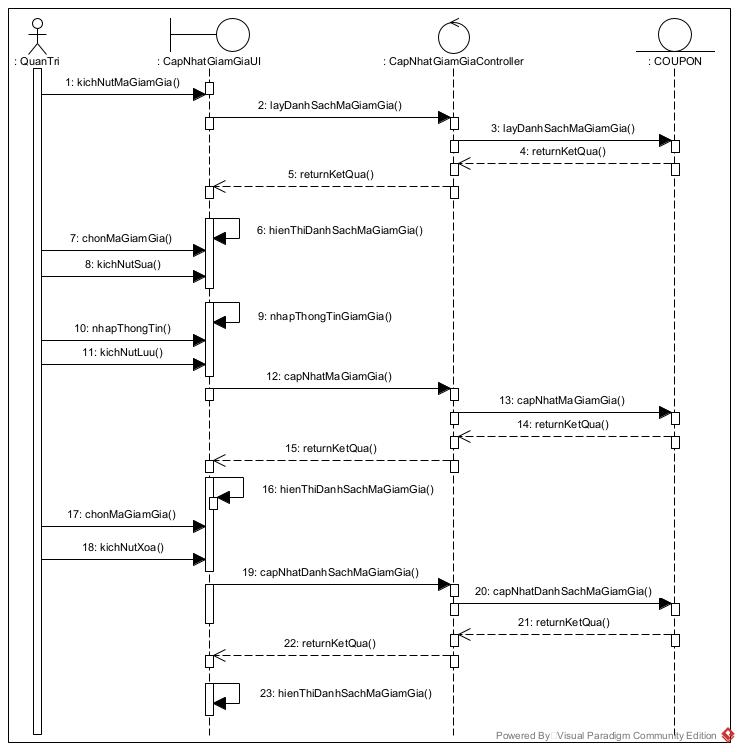 : QuanTri
: CapNhatGiamGiaUI
: CapNhatGiamGiaController
: COUPON
1: kichNutMaGiamGia()
2: layDanhSachMaGiamGia()
3: layDanhSachMaGiamGia()
4: returnKetQua()
5: returnKetQua()
6: hienThiDanhSachMaGiamGia()
7: chonMaGiamGia()
8: kichNutSua()
9: nhapThongTinGiamGia()
10: nhapThongTin()
11: kichNutLuu()
12: capNhatMaGiamGia()
13: capNhatMaGiamGia()
14: returnKetQua()
15: returnKetQua()
16: hienThiDanhSachMaGiamGia()
17: chonMaGiamGia()
18: kichNutXoa()
19: capNhatDanhSachMaGiamGia()
20: capNhatDanhSachMaGiamGia()
21: returnKetQua()
22: returnKetQua()
23: hienThiDanhSachMaGiamGia()
Powered By Visual Paradigm Community Edition